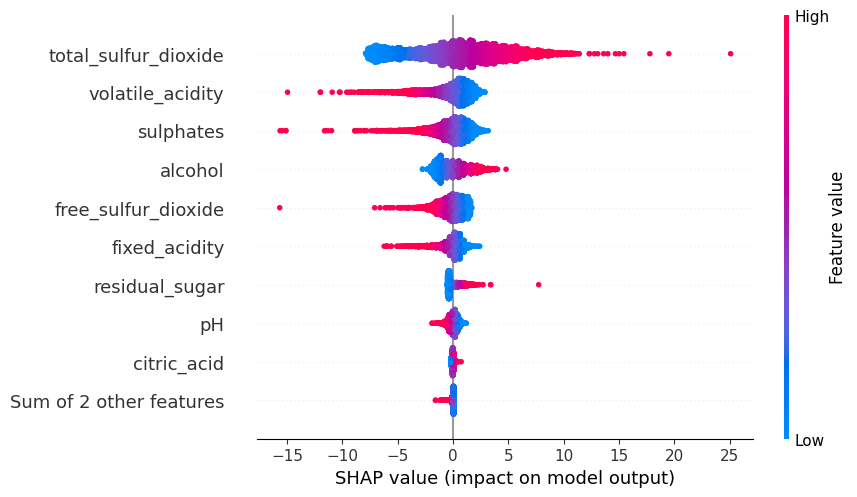 High
total_sulfur_dioxide
volatile_acidity
sulphates
alcohol
free_sulfur_dioxide
fixed_acidity
residual_sugar
pH
citric_acid
Sum of 2 other features
Feature value
Low
−15 −10 −5 0 5 10 15 20 25
SHAP value (impact on model output)